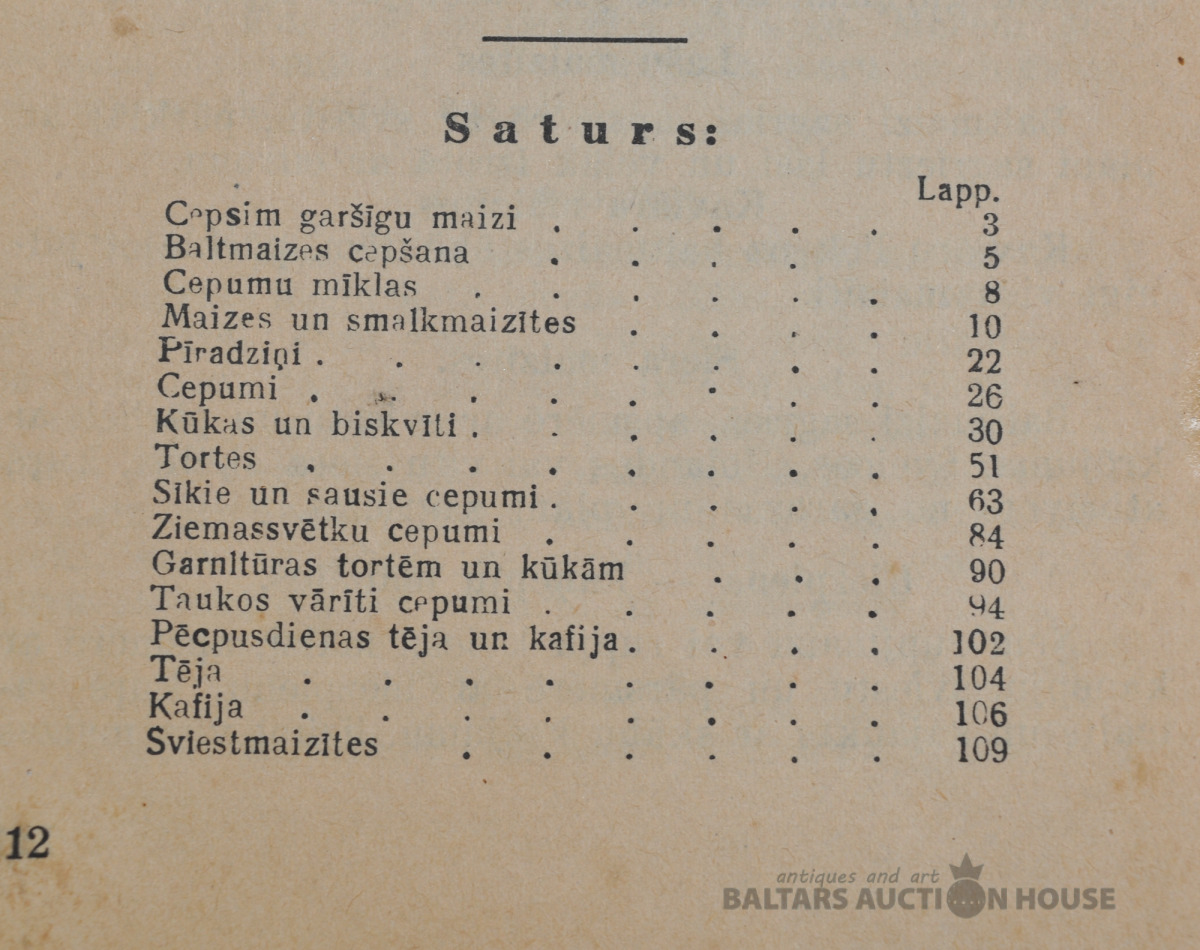 Saturs:
Lapp.
Cepsim garšīgu maizi . . . . . 3
Baltmaizes cepšana . . . . 5
Cepumu mīklas . . . . . . 8
Maizes un smalkmaizītes . . . . 10
Pīradziņi . . . . . . . . 22
Cepumi . . . . . . . . 26
Kūkas un biskvīti . . . . . . 30
Tortes . . . . . . . . 51
Sīkie un sausie cepumi . . . . . 63
Ziemassvētku cepumi . . . . . 84
Garnītūras tortēm un kūkām . . . 90
Taukos vārīti cepumi . . . . . 94
Pēcpusdienas tēja un kafija . . . . 102
Tēja . . . . . . . . 104
Kafija . . . . . . . . 106
Sviestmaizītes . . . . . . 109
12
antiques and art
BALTARS AUCTION HOUSE